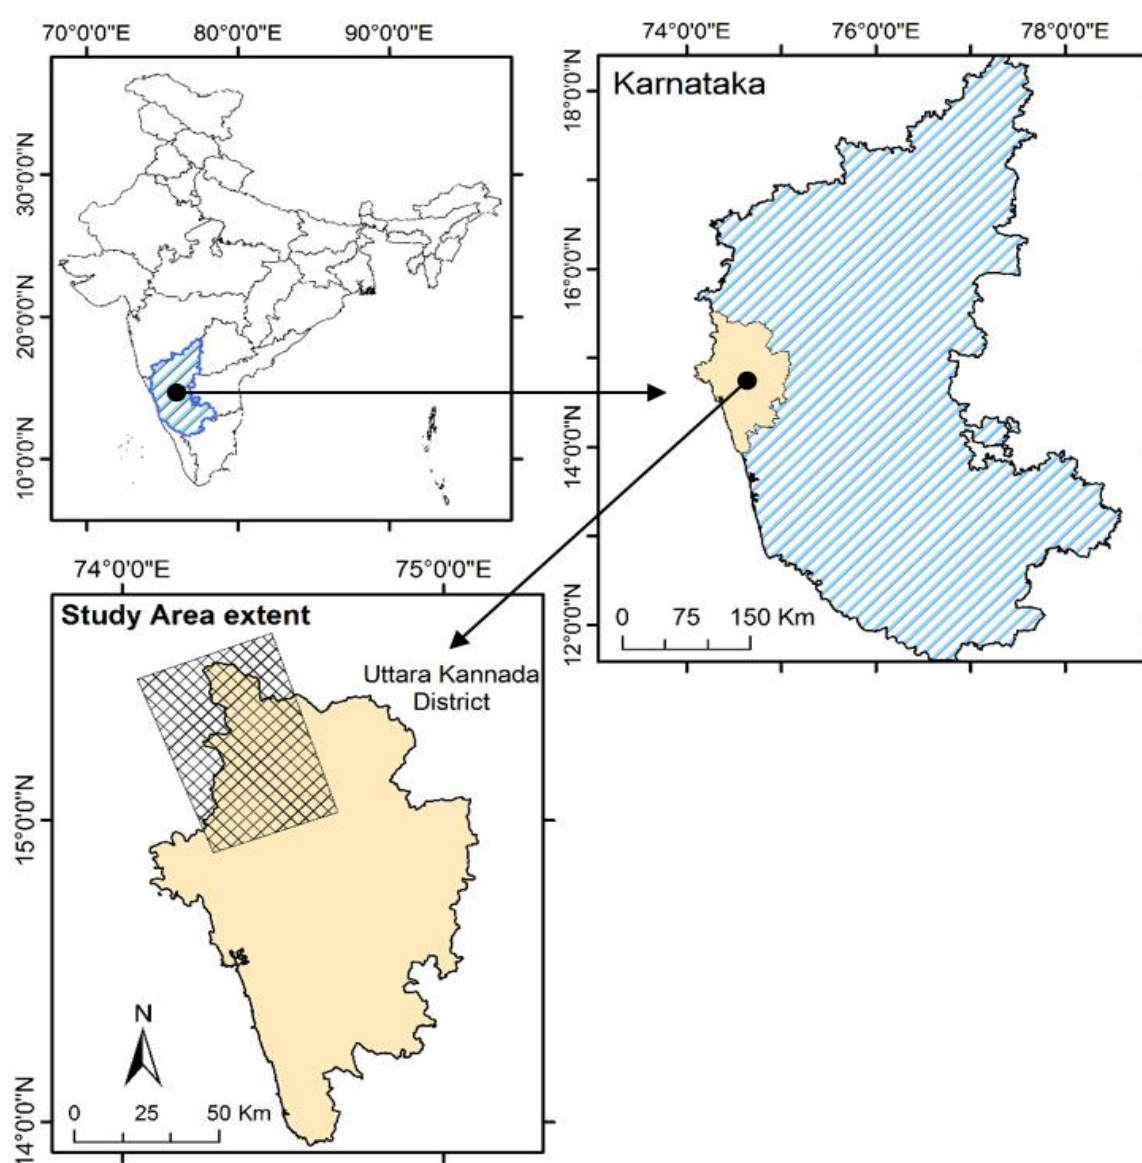 70°0'0"E 80°0'0"E 90°0'0"E
30°0'0"N
20°0'0"N
10°0'0"N
74°0'0"E 76°0'0"E 78°0'0"E
Karnataka
18°0'0"N
16°0'0"N
14°0'0"N
12°0'0"N
0 75 150 Km
74°0'0"E 75°0'0"E
Study Area extent
Uttara Kannada
District
15°0'0"N
14°0'0"N
N
0 25 50 Km